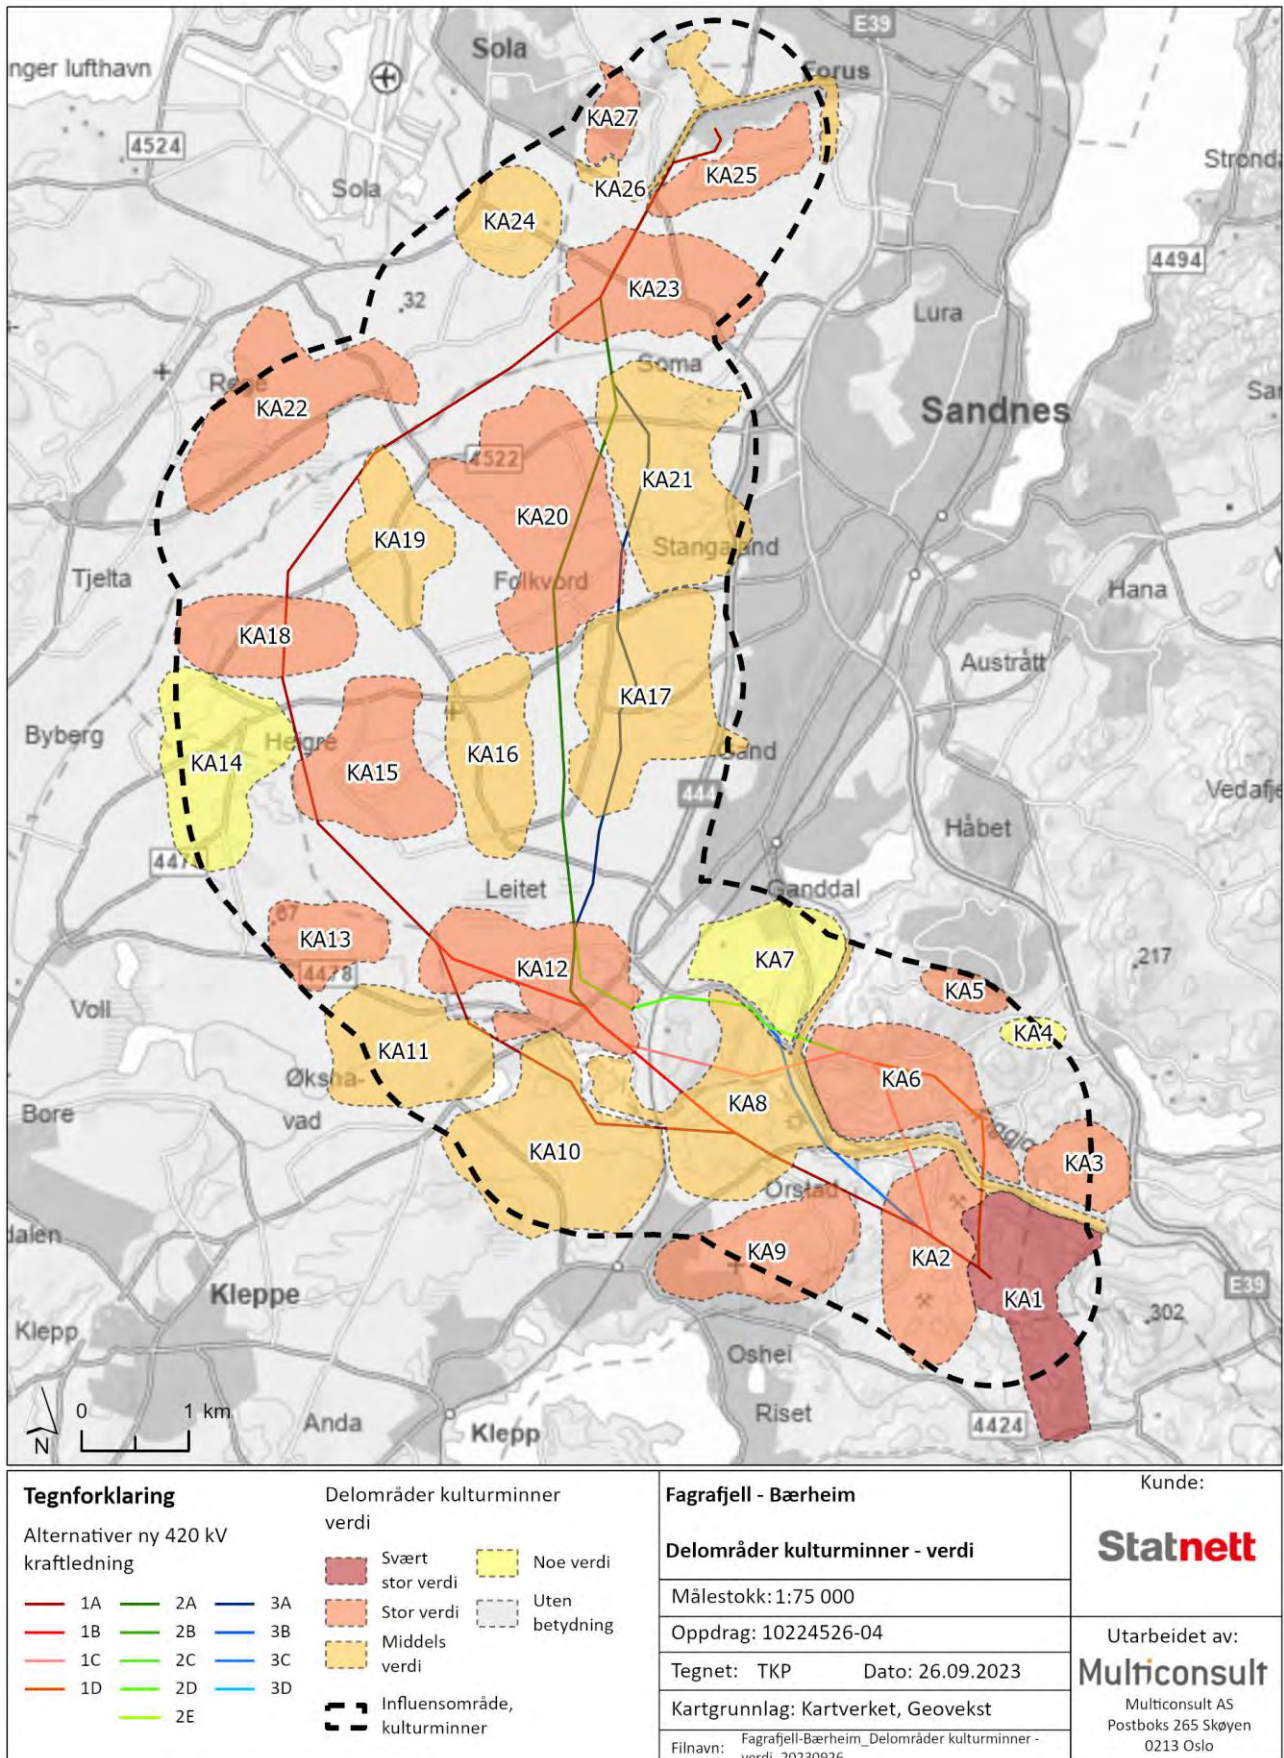 Sola
E39
nger lufthavn
Forus
KA27
4524
Sola
KA26
KA25
KA24
4494
32
KA23
Lura
Soma
KA22
Sandnes
4522
KA21
KA20
KA19
Stangaland
Tjelta
Folkvord
Hana
KA18
Austrått
KA17
Byberg
KA14
KA16
KA15
444
Håbet
Leitet
Ganddal
KA13
KA12
KA7
217
4478
KA5
Voll
KA4
KA11
KA6
Bore
vad
KA8
KA10
KA3
Orstad
KA9
KA2
Kleppe
KA1
E39
302
Klepp
Oshei
0 1 km
N
Anda
Klepp
Riset
4424
Tegnforklaring
Alternativer ny 420 kV
kraftledning
1A 2A 3A
1B 2B 3B
1C 2C 3C
1D 2D 3D
2E
Delområder kulturminner
verdi
Svært
stor verdi
Noe verdi
Stor verdi
Uten
betydning
Middels
verdi
Influensområde,
kulturminner
Fagrafjell - Bærheim
Delområder kulturminner - verdi
Målestokk: 1:75 000
Oppdrag: 10224526-04
Tegnet: TKP Dato: 26.09.2023
Kartgrunnlag: Kartverket, Geovekst
Filnavn: Fagrafjell-Bærheim_Delområder kulturminner -
Kunde:
Statnett
Utarbeidet av:
Multiconsult
Multiconsult AS
Postboks 265 Skøyen
0213 Oslo